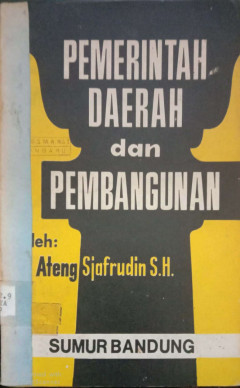 PEMERINTAH
DAERAH
dan
PEMBANGUNAN
leh:
Ateng Sjafrudin S.H.
SUMUR BANDUNG